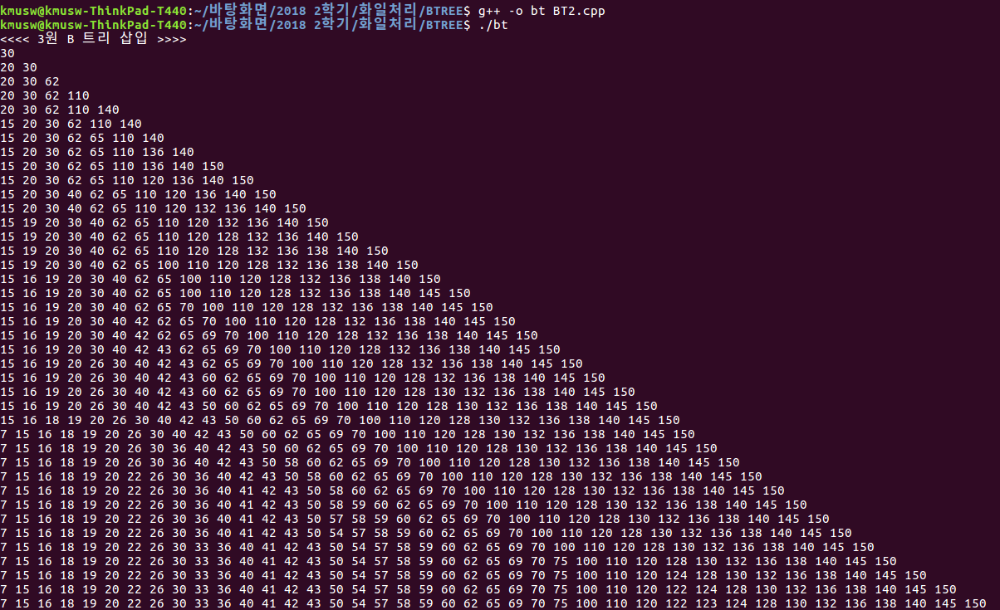 kmusw@kmusw-ThinkPad-T440:~/바탕화면/2018 2학기/화일처리/BTREE$ g++ -o bt BT2.cpp
kmusw@kmusw-ThinkPad-T440:~/바탕화면/2018 2학기/화일처리/BTREE$ ./bt
<<<< 3원 B 트리 삽입 >>>>
30
20 30
20 30 62
20 30 62 110
20 30 62 110 140
15 20 30 62 110 140
15 20 30 62 65 110 140
15 20 30 62 65 110 136 140
15 20 30 62 65 110 136 140 150
15 20 30 62 65 110 120 136 140 150
15 20 30 40 62 65 110 120 136 140 150
15 20 30 40 62 65 110 120 132 136 140 150
15 19 20 30 40 62 65 110 120 132 136 140 150
15 19 20 30 40 62 65 110 120 128 132 136 140 150
15 19 20 30 40 62 65 110 120 128 132 136 138 140 150
15 19 20 30 40 62 65 100 110 120 128 132 136 138 140 150
15 16 19 20 30 40 62 65 100 110 120 128 132 136 138 140 150
15 16 19 20 30 40 62 65 100 110 120 128 132 136 138 140 145 150
15 16 19 20 30 40 62 65 70 100 110 120 128 132 136 138 140 145 150
15 16 19 20 30 40 42 62 65 70 100 110 120 128 132 136 138 140 145 150
15 16 19 20 30 40 42 62 65 69 70 100 110 120 128 132 136 138 140 145 150
15 16 19 20 30 40 42 43 62 65 69 70 100 110 120 128 132 136 138 140 145 150
15 16 19 20 26 30 40 42 43 62 65 69 70 100 110 120 128 132 136 138 140 145 150
15 16 19 20 26 30 40 42 43 60 62 65 69 70 100 110 120 128 132 136 138 140 145 150
15 16 19 20 26 30 40 42 43 60 62 65 69 70 100 110 120 128 130 132 136 138 140 145 150
15 16 19 20 26 30 40 42 43 50 60 62 65 69 70 100 110 120 128 130 132 136 138 140 145 150
15 16 18 19 20 26 30 40 42 43 50 60 62 65 69 70 100 110 120 128 130 132 136 138 140 145 150
7 15 16 18 19 20 26 30 40 42 43 50 60 62 65 69 70 100 110 120 128 130 132 136 138 140 145 150
7 15 16 18 19 20 26 30 36 40 42 43 50 60 62 65 69 70 100 110 120 128 130 132 136 138 140 145 150
7 15 16 18 19 20 26 30 36 40 42 43 50 58 60 62 65 69 70 100 110 120 128 130 132 136 138 140 145 150
7 15 16 18 19 20 22 26 30 36 40 42 43 50 58 60 62 65 69 70 100 110 120 128 130 132 136 138 140 145 150
7 15 16 18 19 20 22 26 30 36 40 41 42 43 50 58 60 62 65 69 70 100 110 120 128 130 132 136 138 140 145 150
7 15 16 18 19 20 22 26 30 36 40 41 42 43 50 58 59 60 62 65 69 70 100 110 120 128 130 132 136 138 140 145 150
7 15 16 18 19 20 22 26 30 36 40 41 42 43 50 57 58 59 60 62 65 69 70 100 110 120 128 130 132 136 138 140 145 150
7 15 16 18 19 20 22 26 30 36 40 41 42 43 50 54 57 58 59 60 62 65 69 70 100 110 120 128 130 132 136 138 140 145 150
7 15 16 18 19 20 22 26 30 33 36 40 41 42 43 50 54 57 58 59 60 62 65 69 70 100 110 120 128 130 132 136 138 140 145 150
7 15 16 18 19 20 22 26 30 33 36 40 41 42 43 50 54 57 58 59 60 62 65 69 70 75 100 110 120 128 130 132 136 138 140 145 150
7 15 16 18 19 20 22 26 30 33 36 40 41 42 43 50 54 57 58 59 60 62 65 69 70 75 100 110 120 124 128 130 132 136 138 140 145 150
7 15 16 18 19 20 22 26 30 33 36 40 41 42 43 50 54 57 58 59 60 62 65 69 70 75 100 110 120 122 124 128 130 132 136 138 140 145 150
7 15 16 18 19 20 22 26 30 33 36 40 41 42 43 50 54 57 58 59 60 62 65 69 70 75 100 110 120 122 123 124 128 130 132 136 138 140 145 150